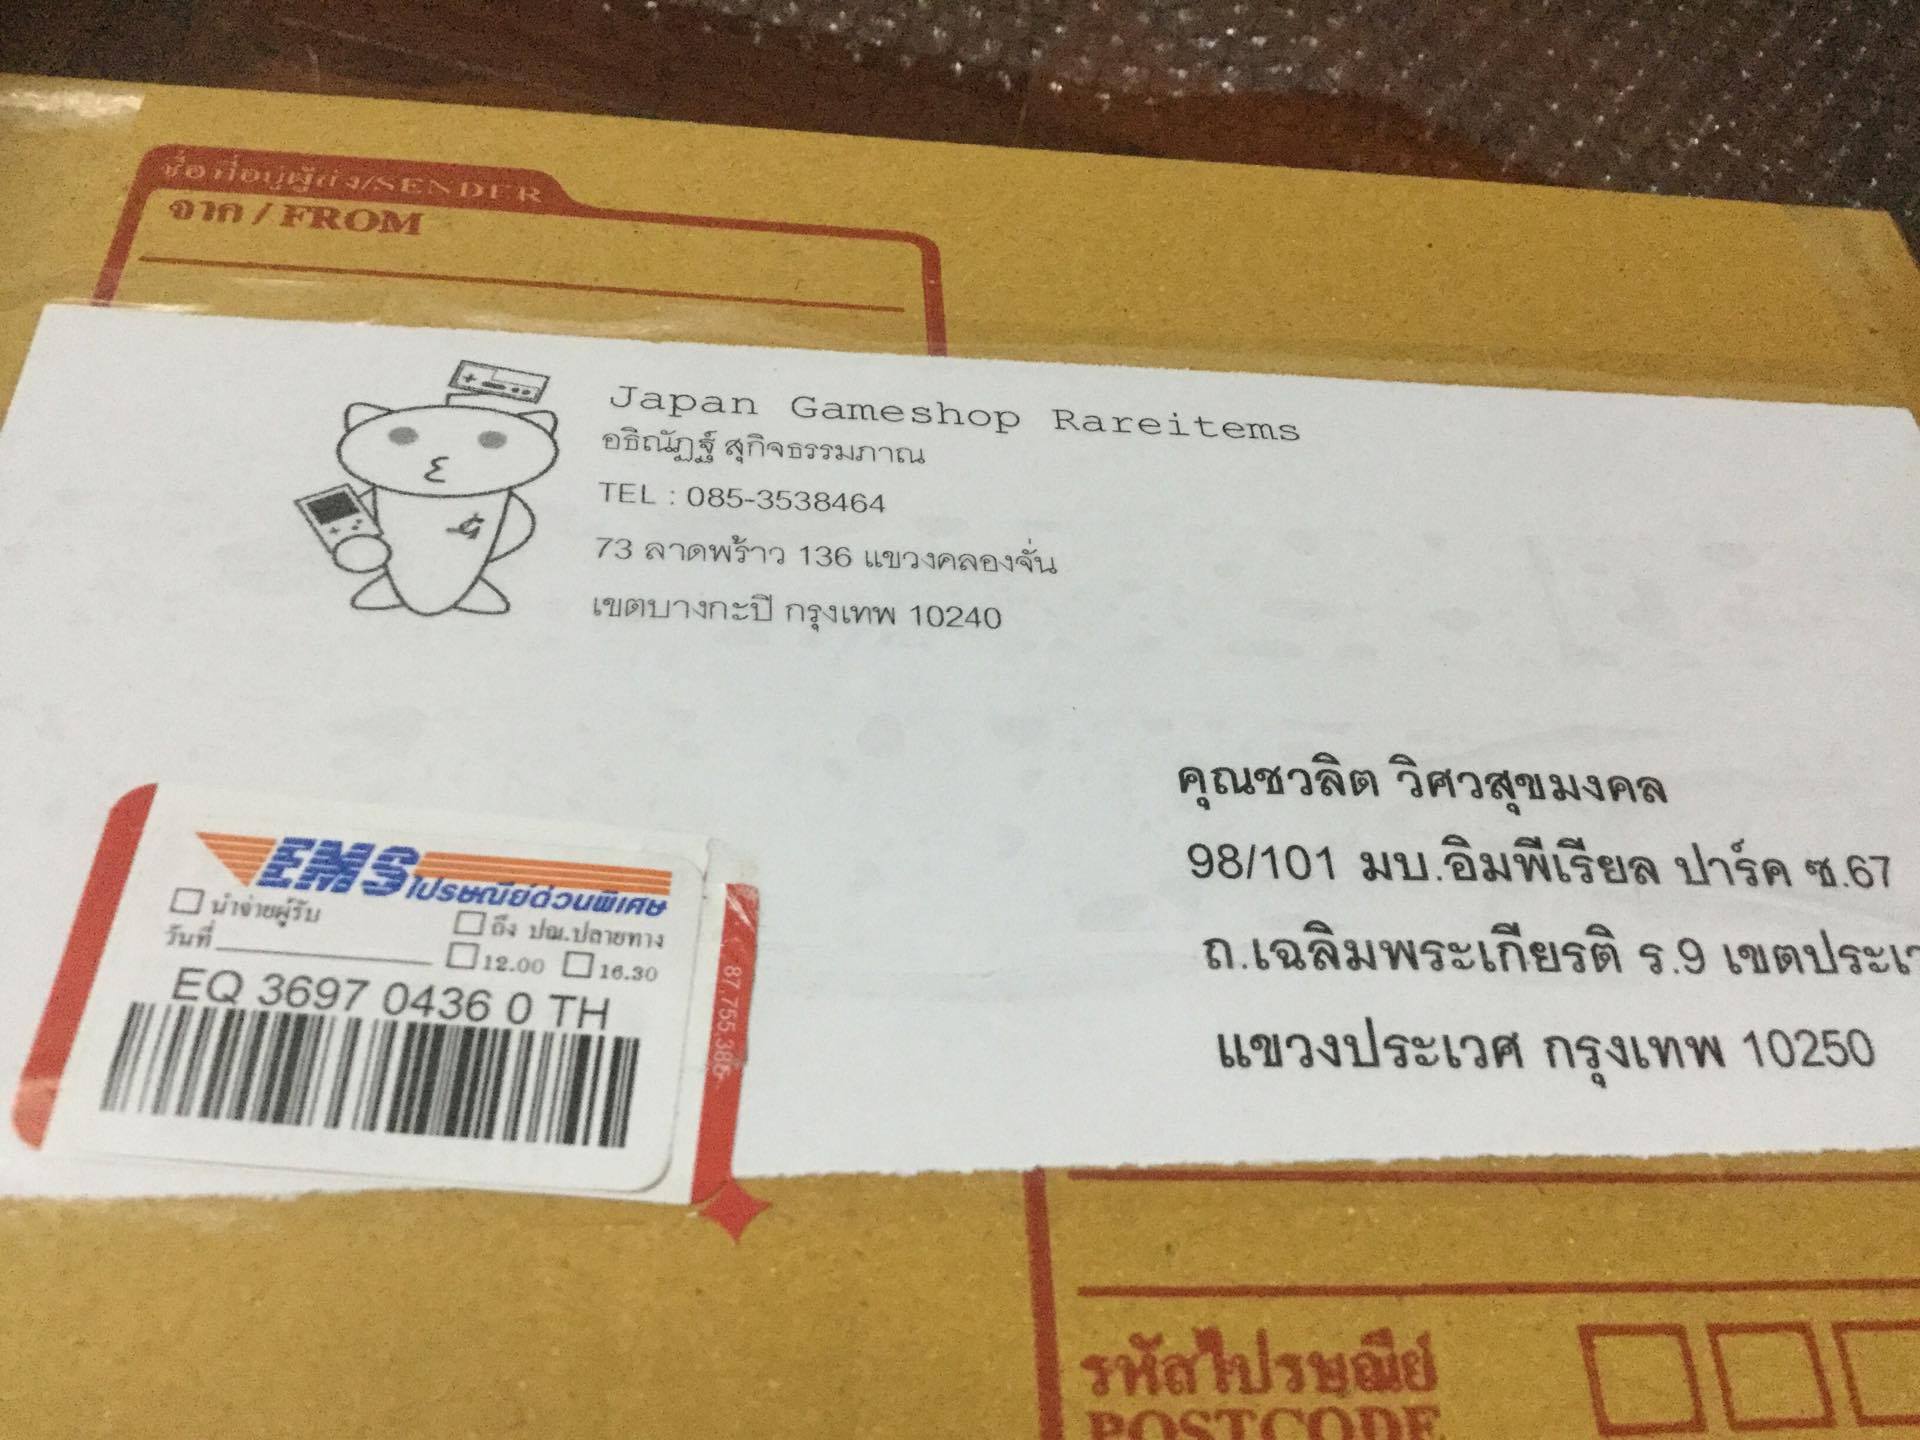 ชื่อที่อยู่ผู้ส่ง/SENDER
จาก / FROM
Japan Gameshop Rareitems
อธิณัฏฐ์ สุกิจธรรมภาณ
TEL : 085-3538464
73 ลาดพร้าว 136 แขวงคลองจั่น
เขตบางกะปิ กรุงเทพ 10240
คุณชวลิต วิศวสุขมงคล
98/101 มบ.อิมพีเรียล ปาร์ค ซ.67
ถ.เฉลิมพระเกียรติ ร.9 เขตประเว
แขวงประเวศ กรุงเทพ 10250
EMS ไปรษณีย์ด่วนพิเศษ
นำจ่ายผู้รับ
ถึง ปณ.ปลายทาง
วันที่
12.00 16.30
EQ 3697 0436 0 TH
87,755,386
รหัสไปรษณีย์
POSTCODE